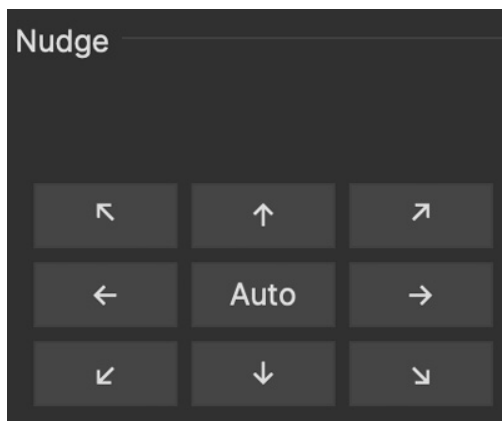 Nudge
↖ ↑ ↗
← Auto →
↙ ↓ ↘